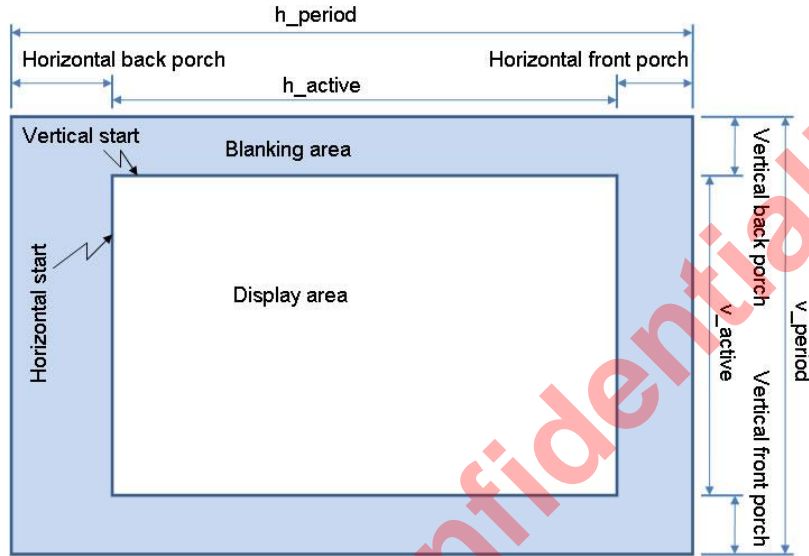 h_period
Horizontal back porch
Horizontal front porch
h_active
Vertical start
Blanking area
Vertical back porch
Horizontal start
Display area
v_active
v_period
Vertical front porch
nfidential